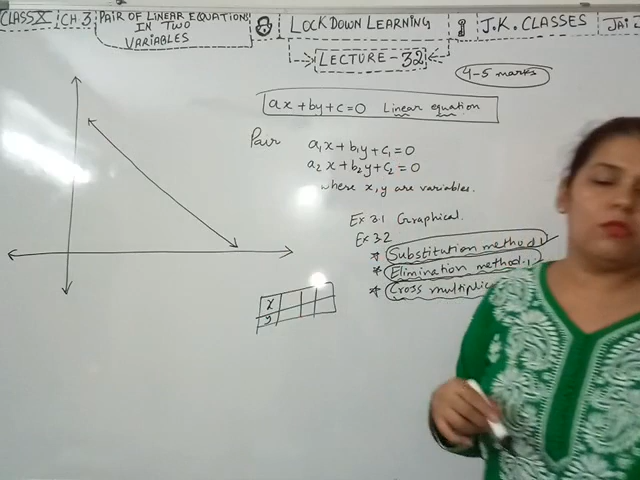 CLASS X CH.3 PAIR OF LINEAR EQUATIONS IN TWO VARIABLES
LOCKDOWN LEARNING
J.K. CLASSES
LECTURE-32
4-5 marks
ax+by+c=0 Linear equation
Pair a₁x+b₁y+c₁=0
a₂x+b₂y+c₂=0
where x,y are variables.
Ex 3.1 Graphical.
Ex 3.2
* Substitution method
* Elimination method
* Cross
x
y